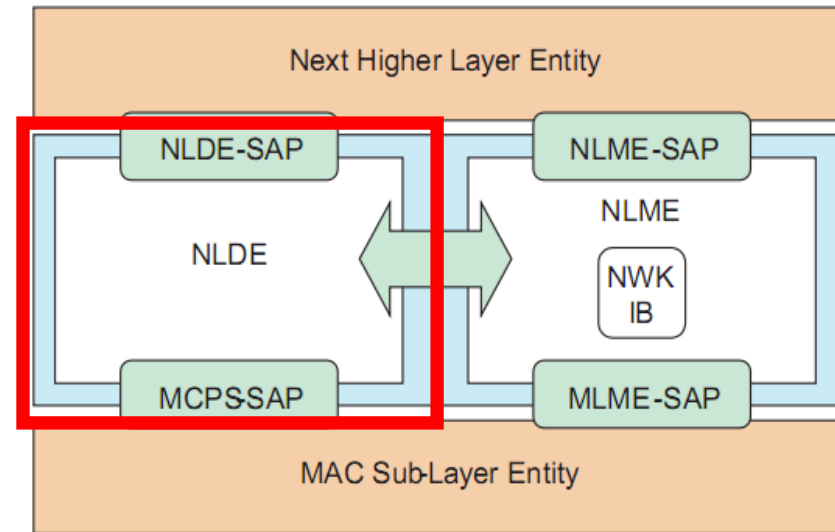 Next Higher Layer Entity
NLDE-SAP
NLME-SAP
NLDE
NLME
NWK
IB
MCPS-SAP
MLME-SAP
MAC Sub-Layer Entity